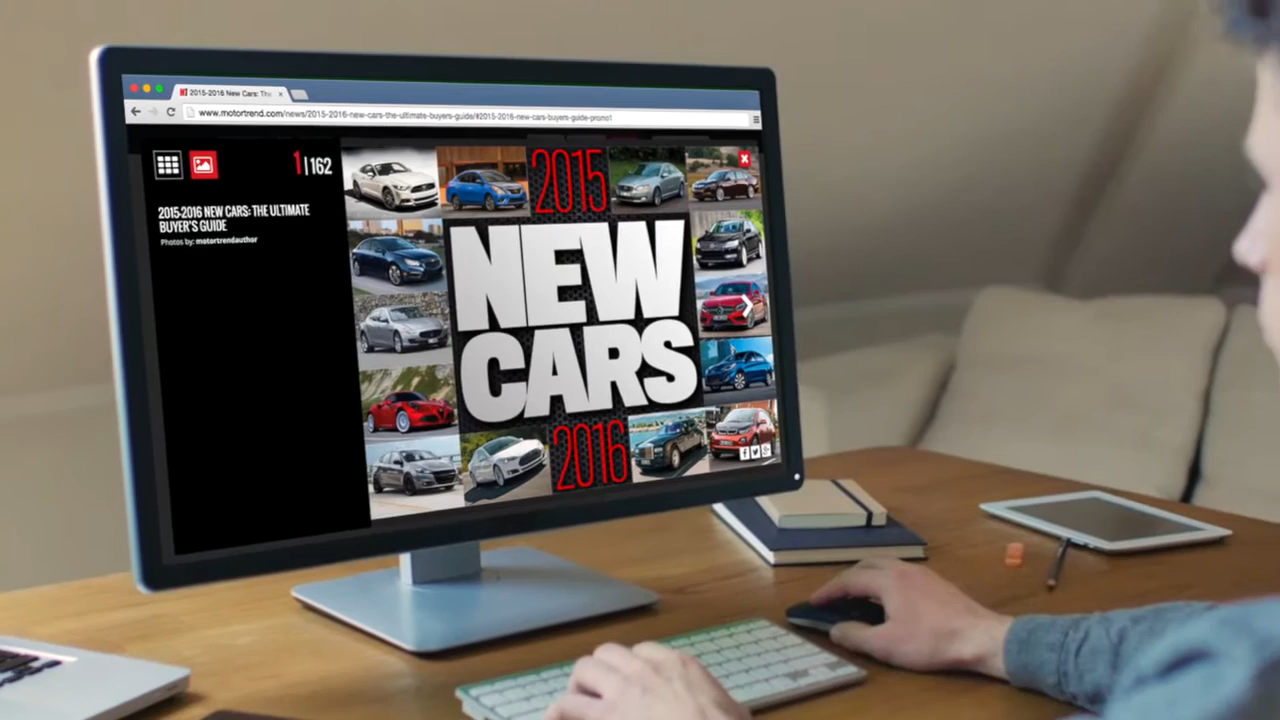 2015-2016 New Cars: The
www.motortrend.com/news/2015-2016-new-cars-the-ultimate-buyers-guide/#2015-2016-new-cars-buyers-guide-promo1
1|162
2015-2016 NEW CARS: THE ULTIMATE
BUYER'S GUIDE
Photos by: motortrendauthor
2015
NEW
CARS
2016